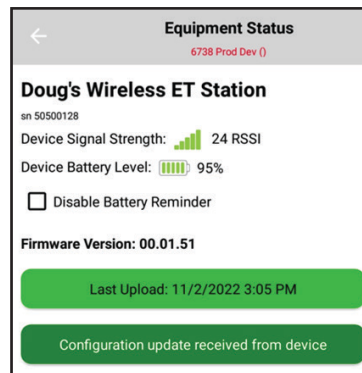 Equipment Status
6738 Prod Dev ()
Doug's Wireless ET Station
sn 50500128
Device Signal Strength: 24 RSSI
Device Battery Level: 95%
Disable Battery Reminder
Firmware Version: 00.01.51
Last Upload: 11/2/2022 3:05 PM
Configuration update received from device